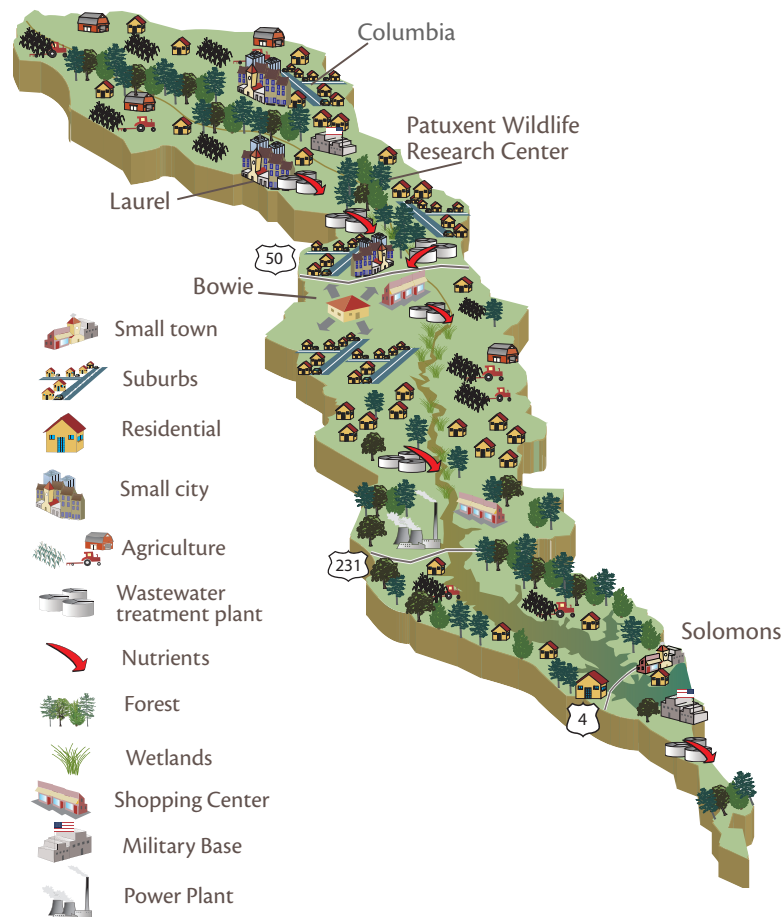 Columbia
Patuxent Wildlife
Research Center
Laurel
50
Bowie
Small town
Suburbs
Residential
Small city
Agriculture
231
Wastewater
treatment plant
Solomons
Nutrients
4
Forest
Wetlands
Shopping Center
Military Base
Power Plant